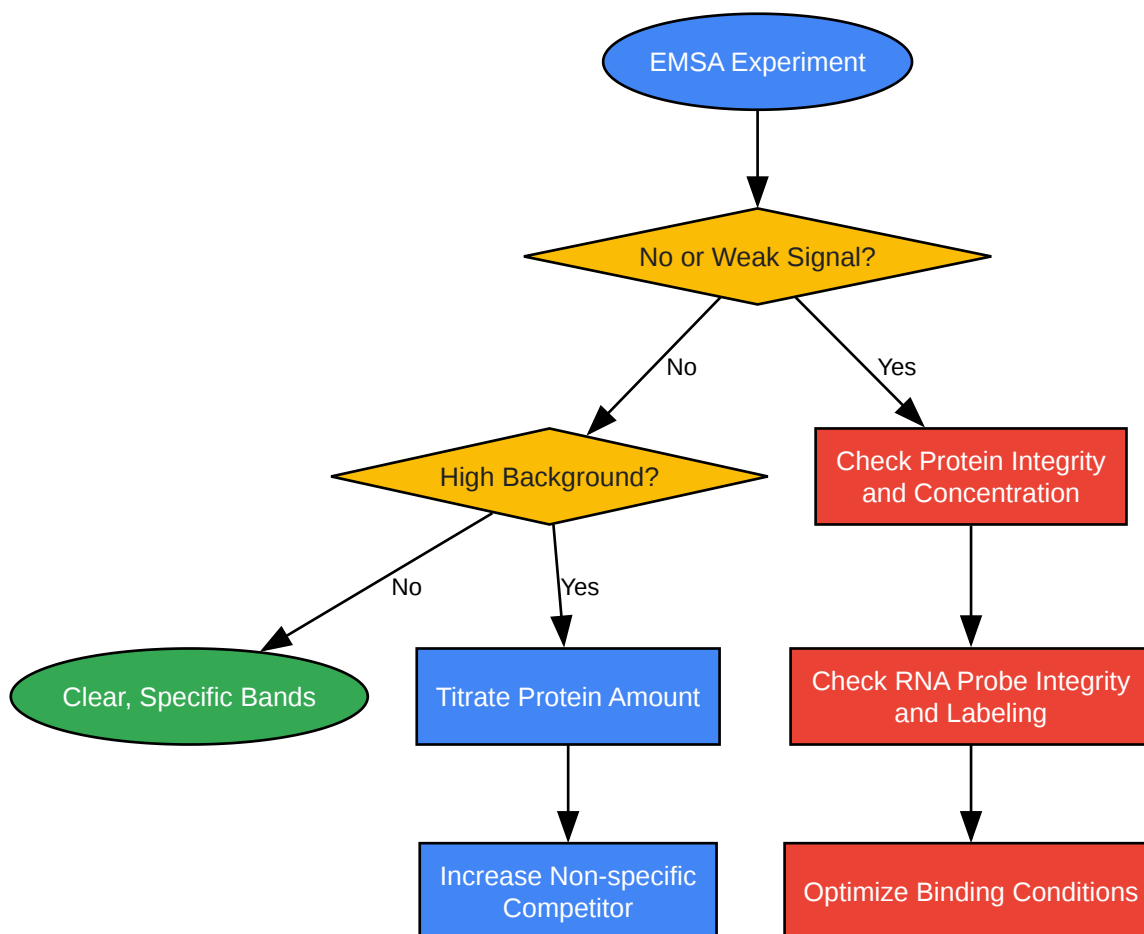 EMSA Experiment
No or Weak Signal?
No
Yes
High Background?
Check Protein Integrity
and Concentration
No
Yes
Clear, Specific Bands
Titrate Protein Amount
Check RNA Probe Integrity
and Labeling
Increase Non-specific
Competitor
Optimize Binding Conditions